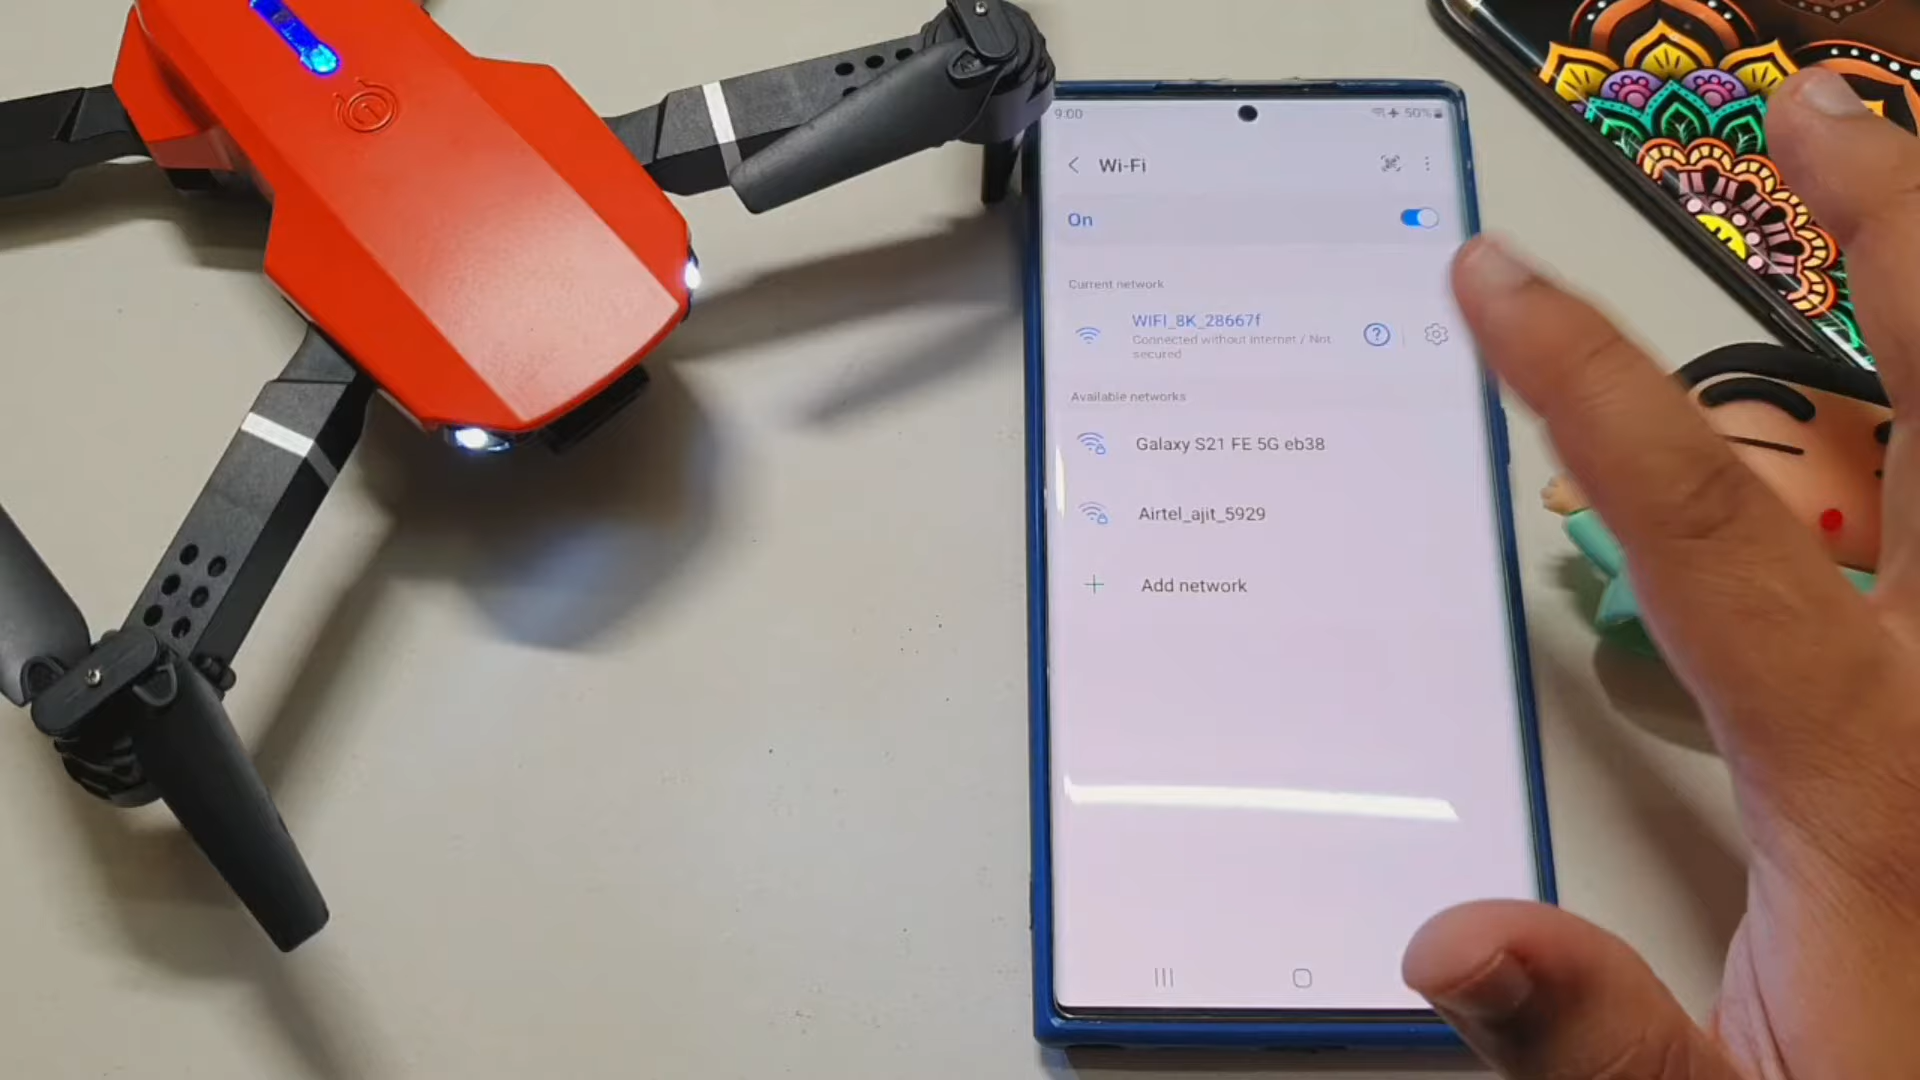 9:00
50%
Wi-Fi
On
Current network
WIFI_8K_28667f
Connected without internet / Not
secured
Available networks
Galaxy S21 FE 5G eb38
Airtel_ajit_5929
Add network